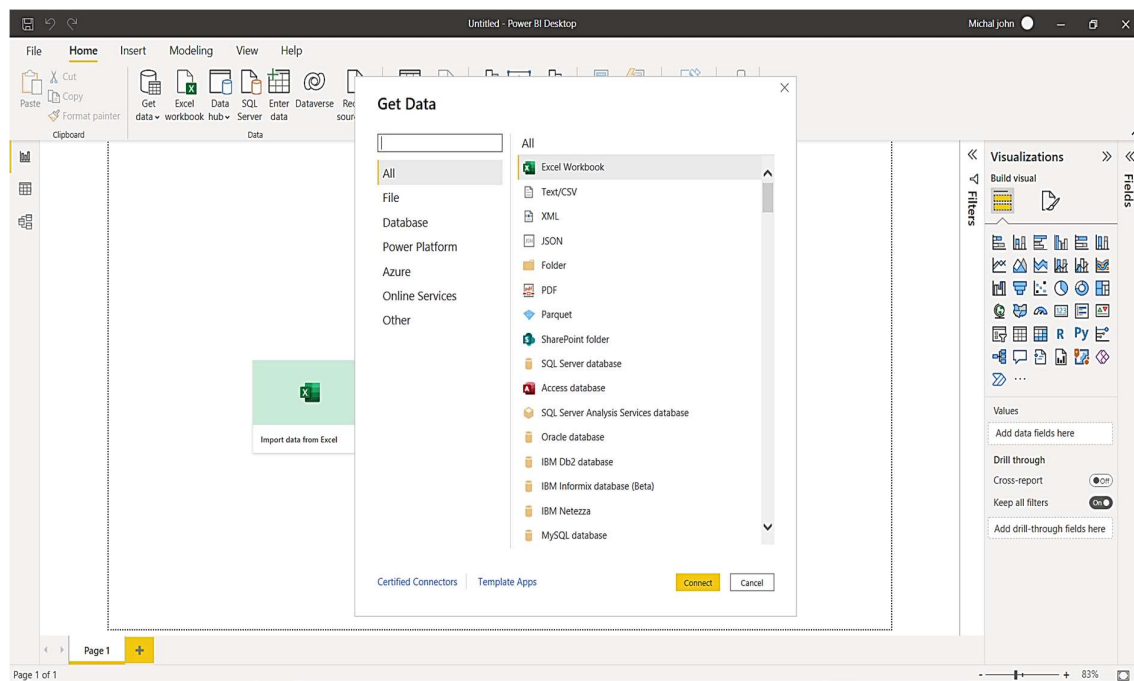 Untitled - Power BI Desktop
Michal john
File Home Insert Modeling View Help
Paste
Cut
Copy
Format painter
Clipboard
Get data
Excel workbook
Data hub
SQL Server
Enter data
Dataverse
Data
Get Data
All
File
Database
Power Platform
Azure
Online Services
Other
All
Excel Workbook
Text/CSV
XML
JSON
Folder
PDF
Parquet
SharePoint folder
SQL Server database
Access database
SQL Server Analysis Services database
Oracle database
IBM Db2 database
IBM Informix database (Beta)
IBM Netezza
MySQL database
Certified Connectors
Template Apps
Connect
Cancel
Import data from Excel
Filters
Visualizations
Build visual
R
Py
123
Values
Add data fields here
Drill through
Cross-report
Off
Keep all filters
On
Add drill-through fields here
Fields
Page 1
Page 1 of 1
83%